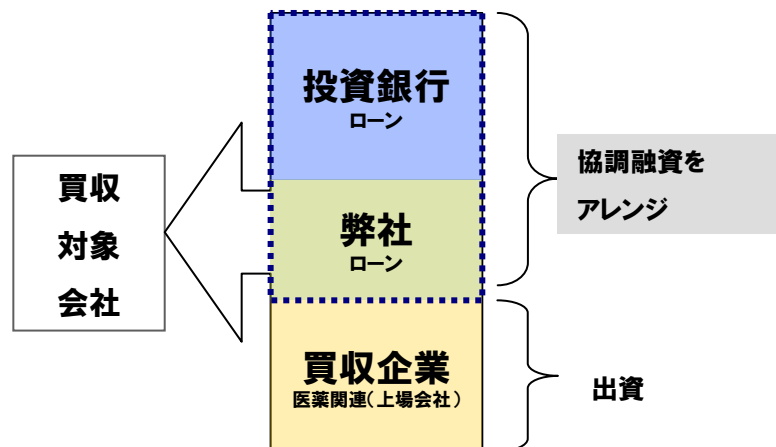 買収
対象
会社
投資銀行
ローン
弊社
ローン
買収企業
医薬関連(上場会社)
協調融資を
アレンジ
出資